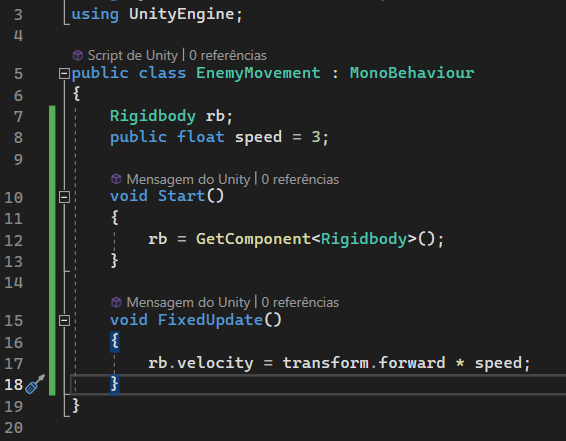 3 using UnityEngine;
4
Script de Unity | 0 referências
5 public class EnemyMovement : MonoBehaviour
6 {
7 Rigidbody rb;
8 public float speed = 3;
9
Mensagem do Unity | 0 referências
10 void Start()
11 {
12 rb = GetComponent<Rigidbody>();
13 }
14
Mensagem do Unity | 0 referências
15 void FixedUpdate()
16 {
17 rb.velocity = transform.forward * speed;
18 }
19 }
20